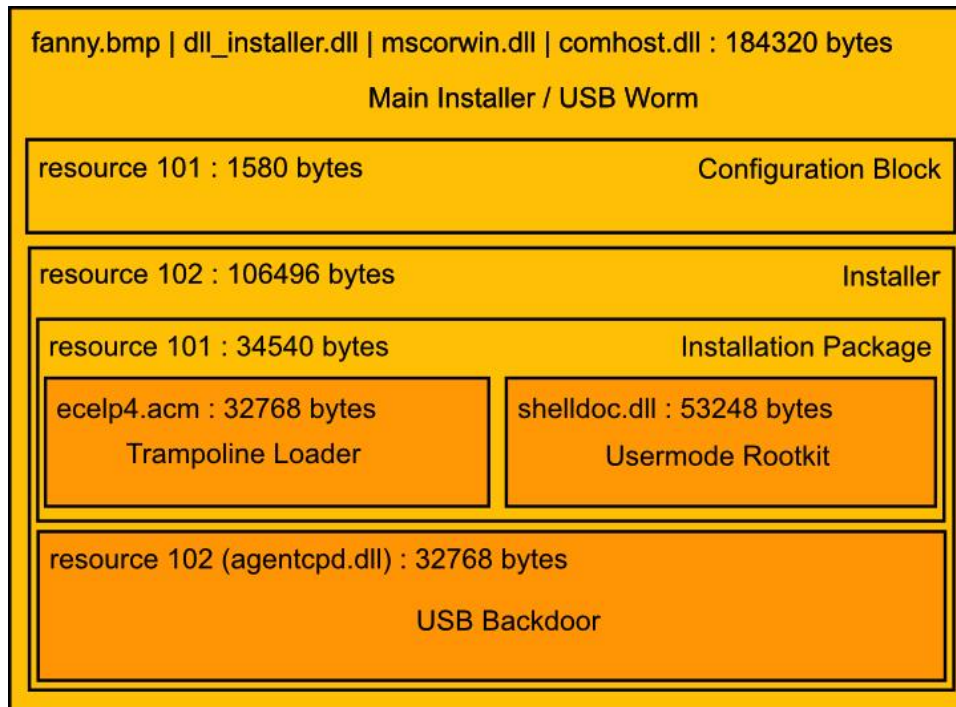 fanny.bmp | dll_installer.dll | mscorwin.dll | comhost.dll : 184320 bytes
Main Installer / USB Worm
resource 101 : 1580 bytes
Configuration Block
resource 102 : 106496 bytes
Installer
resource 101 : 34540 bytes
Installation Package
ecelp4.acm : 32768 bytes
Trampoline Loader
shelldoc.dll : 53248 bytes
Usermode Rootkit
resource 102 (agentcpd.dll) : 32768 bytes
USB Backdoor